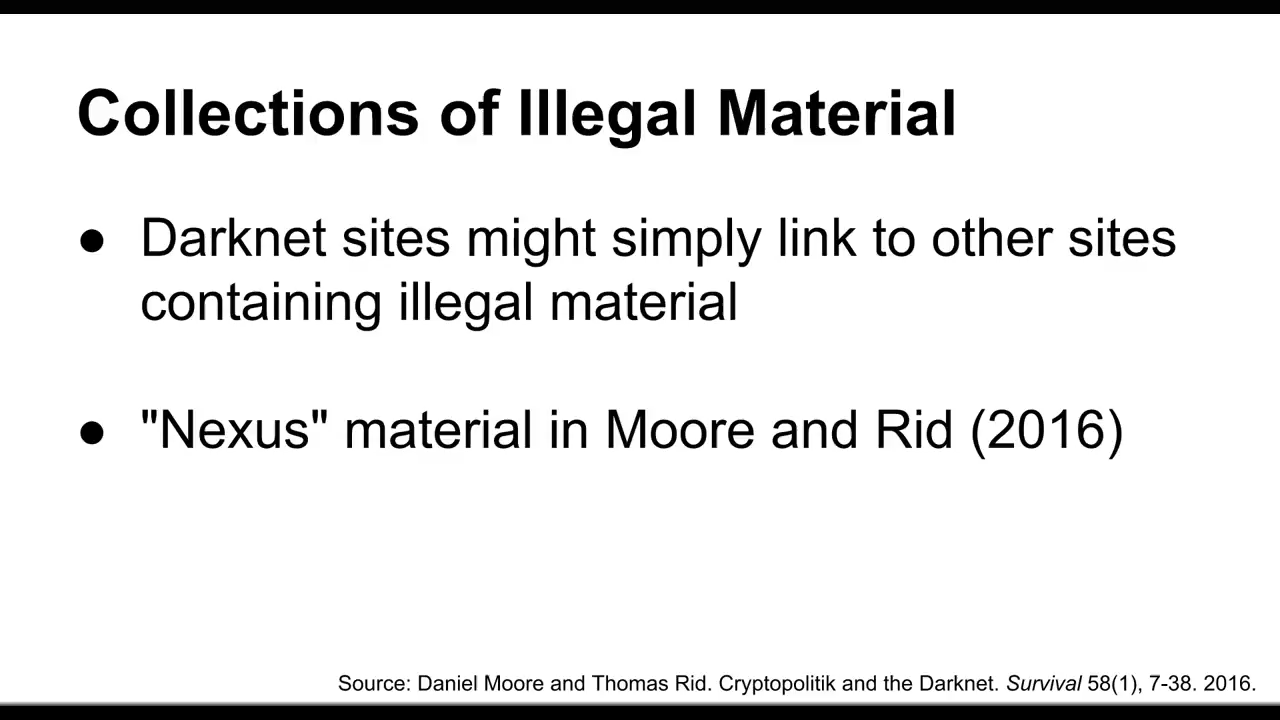 Collections of Illegal Material
● Darknet sites might simply link to other sites
containing illegal material
● "Nexus" material in Moore and Rid (2016)
Source: Daniel Moore and Thomas Rid. Cryptopolitik and the Darknet. Survival 58(1), 7-38. 2016.